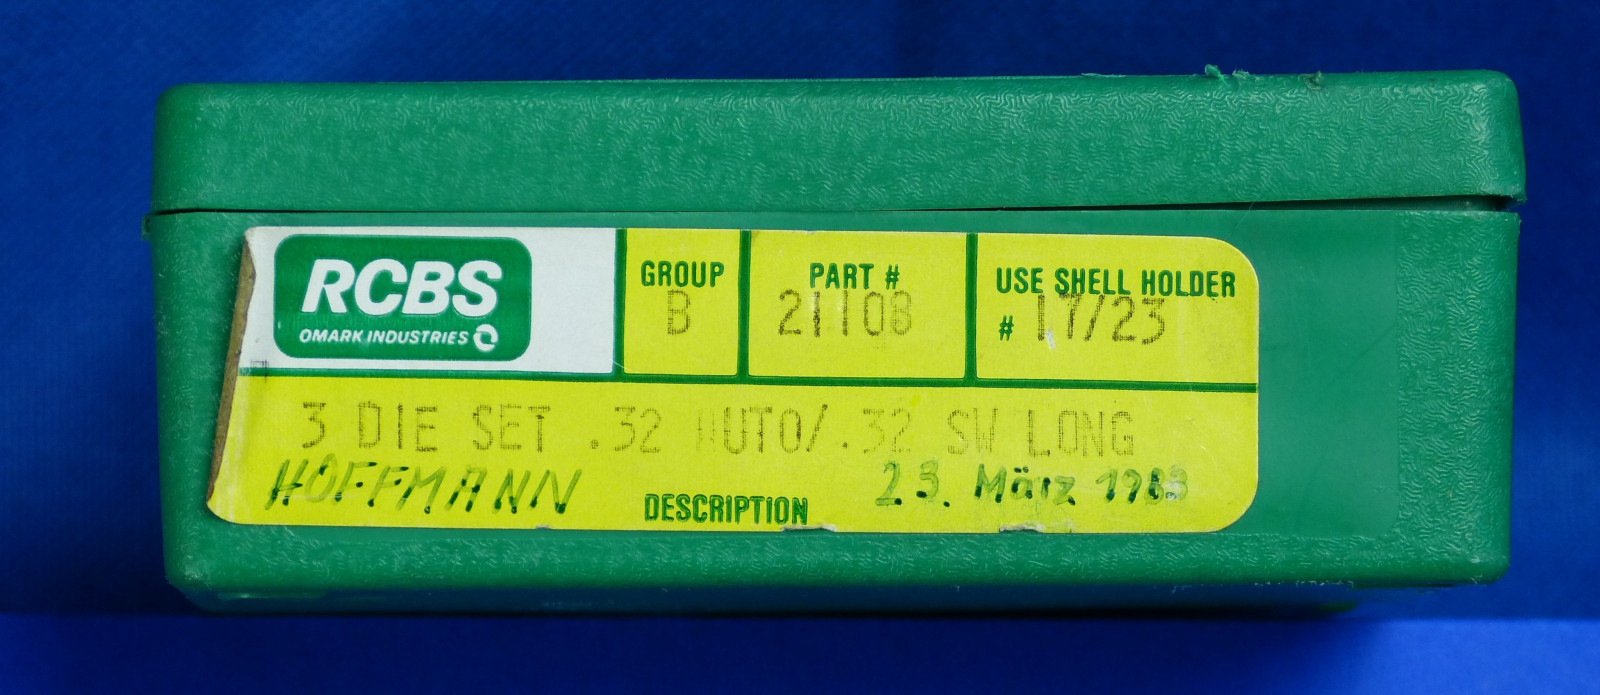 RCBS
OMARK INDUSTRIES
GROUP
B
PART #
21108
USE SHELL HOLDER
# 17/23
3 DIE SET .32 AUTO/.32 SW LONG
HOFFMANN
23. März 1983
DESCRIPTION